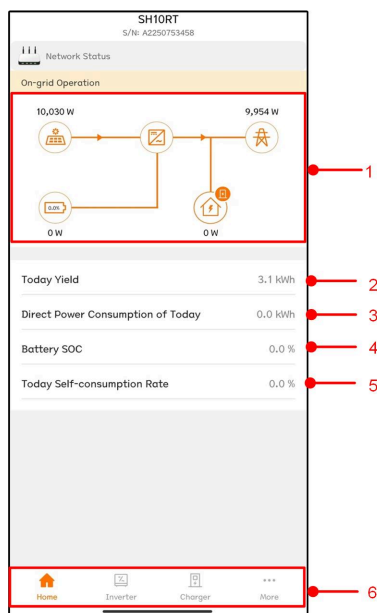 SH10RT
S/N: A2250753458
Network Status
On-grid Operation
10,030 W
9,954 W
1
0.0%
0 W
0 W
Today Yield 3.1 kWh 2
Direct Power Consumption of Today 0.0 kWh 3
Battery SOC 0.0 % 4
Today Self-consumption Rate 0.0 % 5
Home Inverter Charger More 6